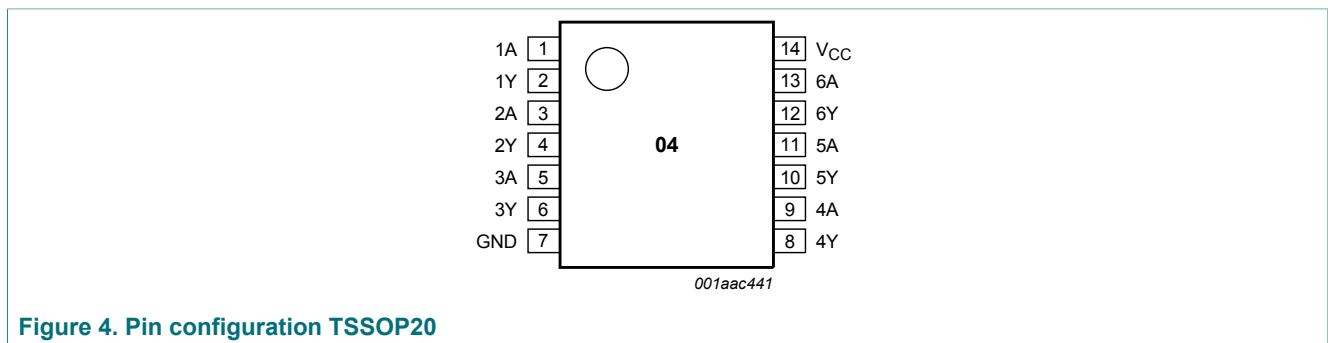 1A 1 14 VCC
1Y 2 13 6A
2A 3 12 6Y
2Y 4 04 11 5A
3A 5 10 5Y
3Y 6 9 4A
GND 7 8 4Y
001aac441
Figure 4. Pin configuration TSSOP20